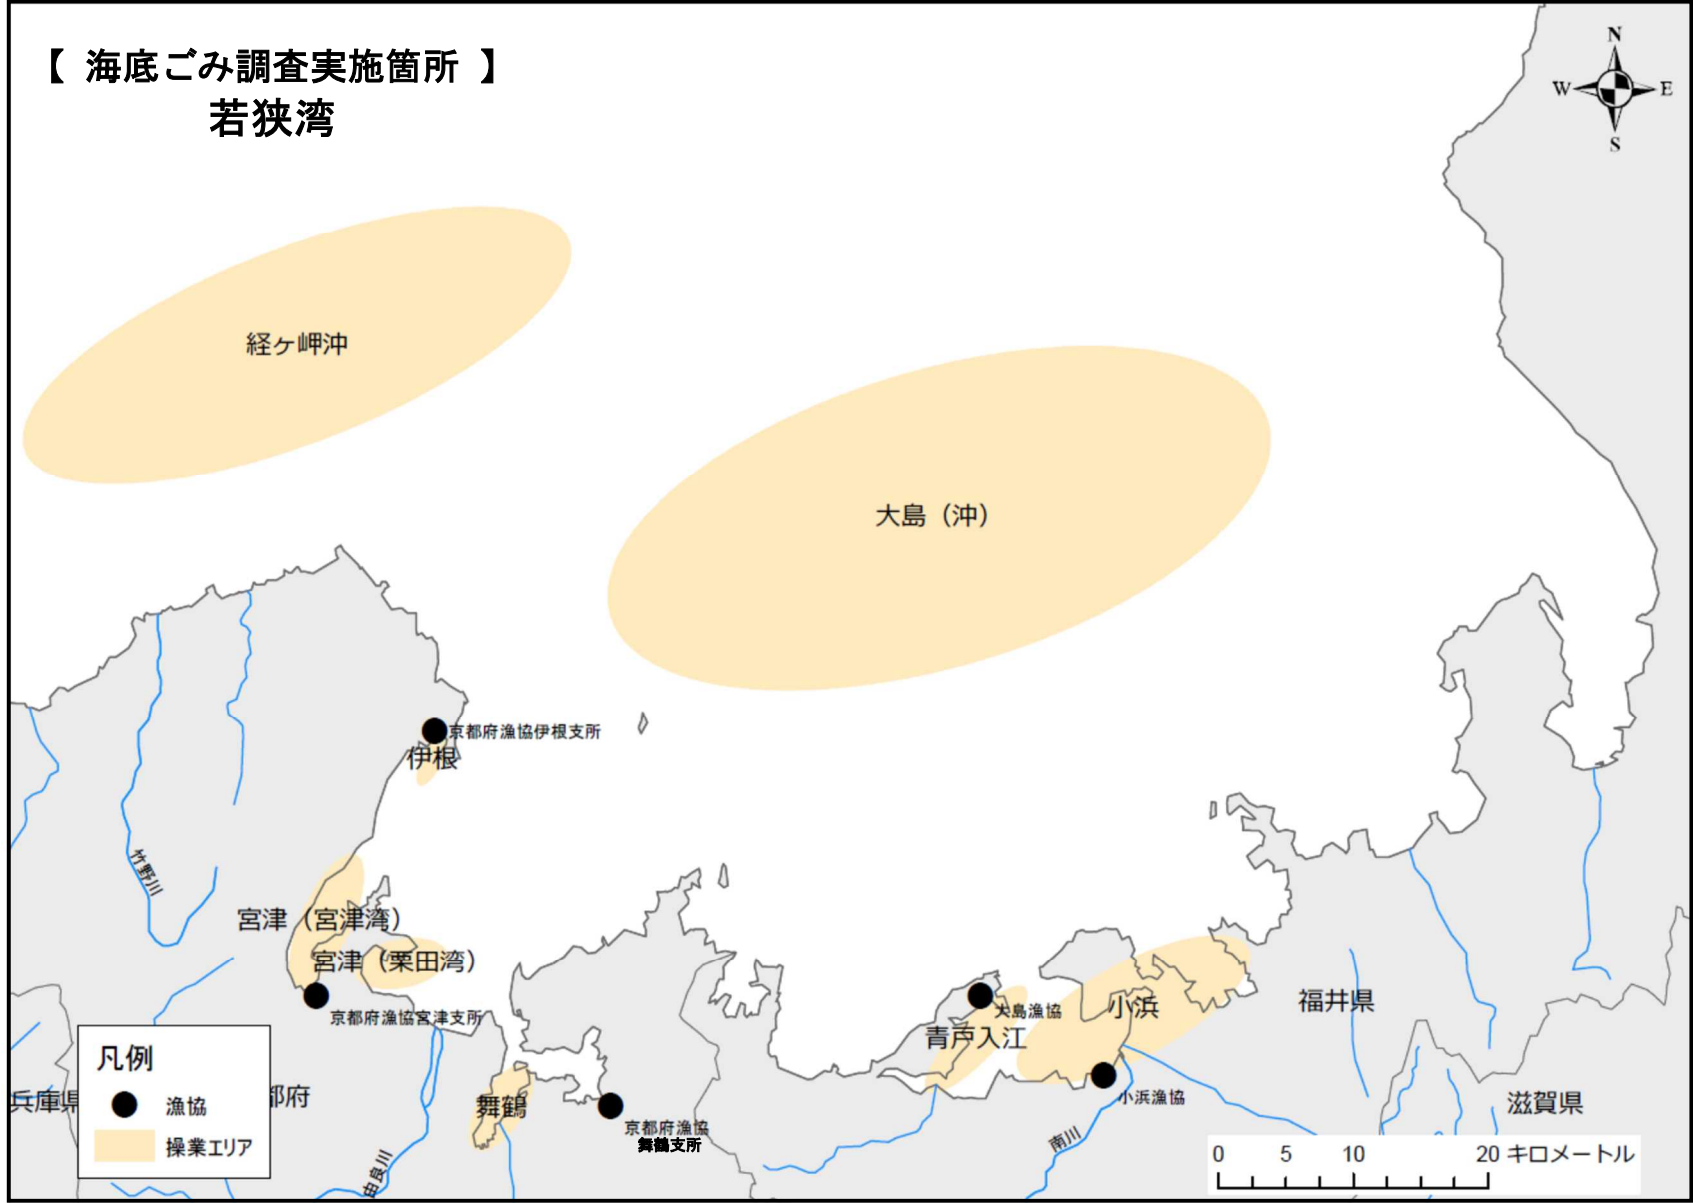 【 海底ごみ調査実施箇所 】
若狭湾
N
W
E
S
経ヶ岬沖
大島（沖）
京都府漁協伊根支所
伊根
竹野川
宮津（宮津湾）
宮津（栗田湾）
京都府漁協宮津支所
大島漁協
小浜
青戸入江
福井県
小浜漁協
舞鶴
京都府漁協
舞鶴支所
南川
由良川
兵庫県
都府
滋賀県
凡例
漁協
操業エリア
0 5 10 20 キロメートル